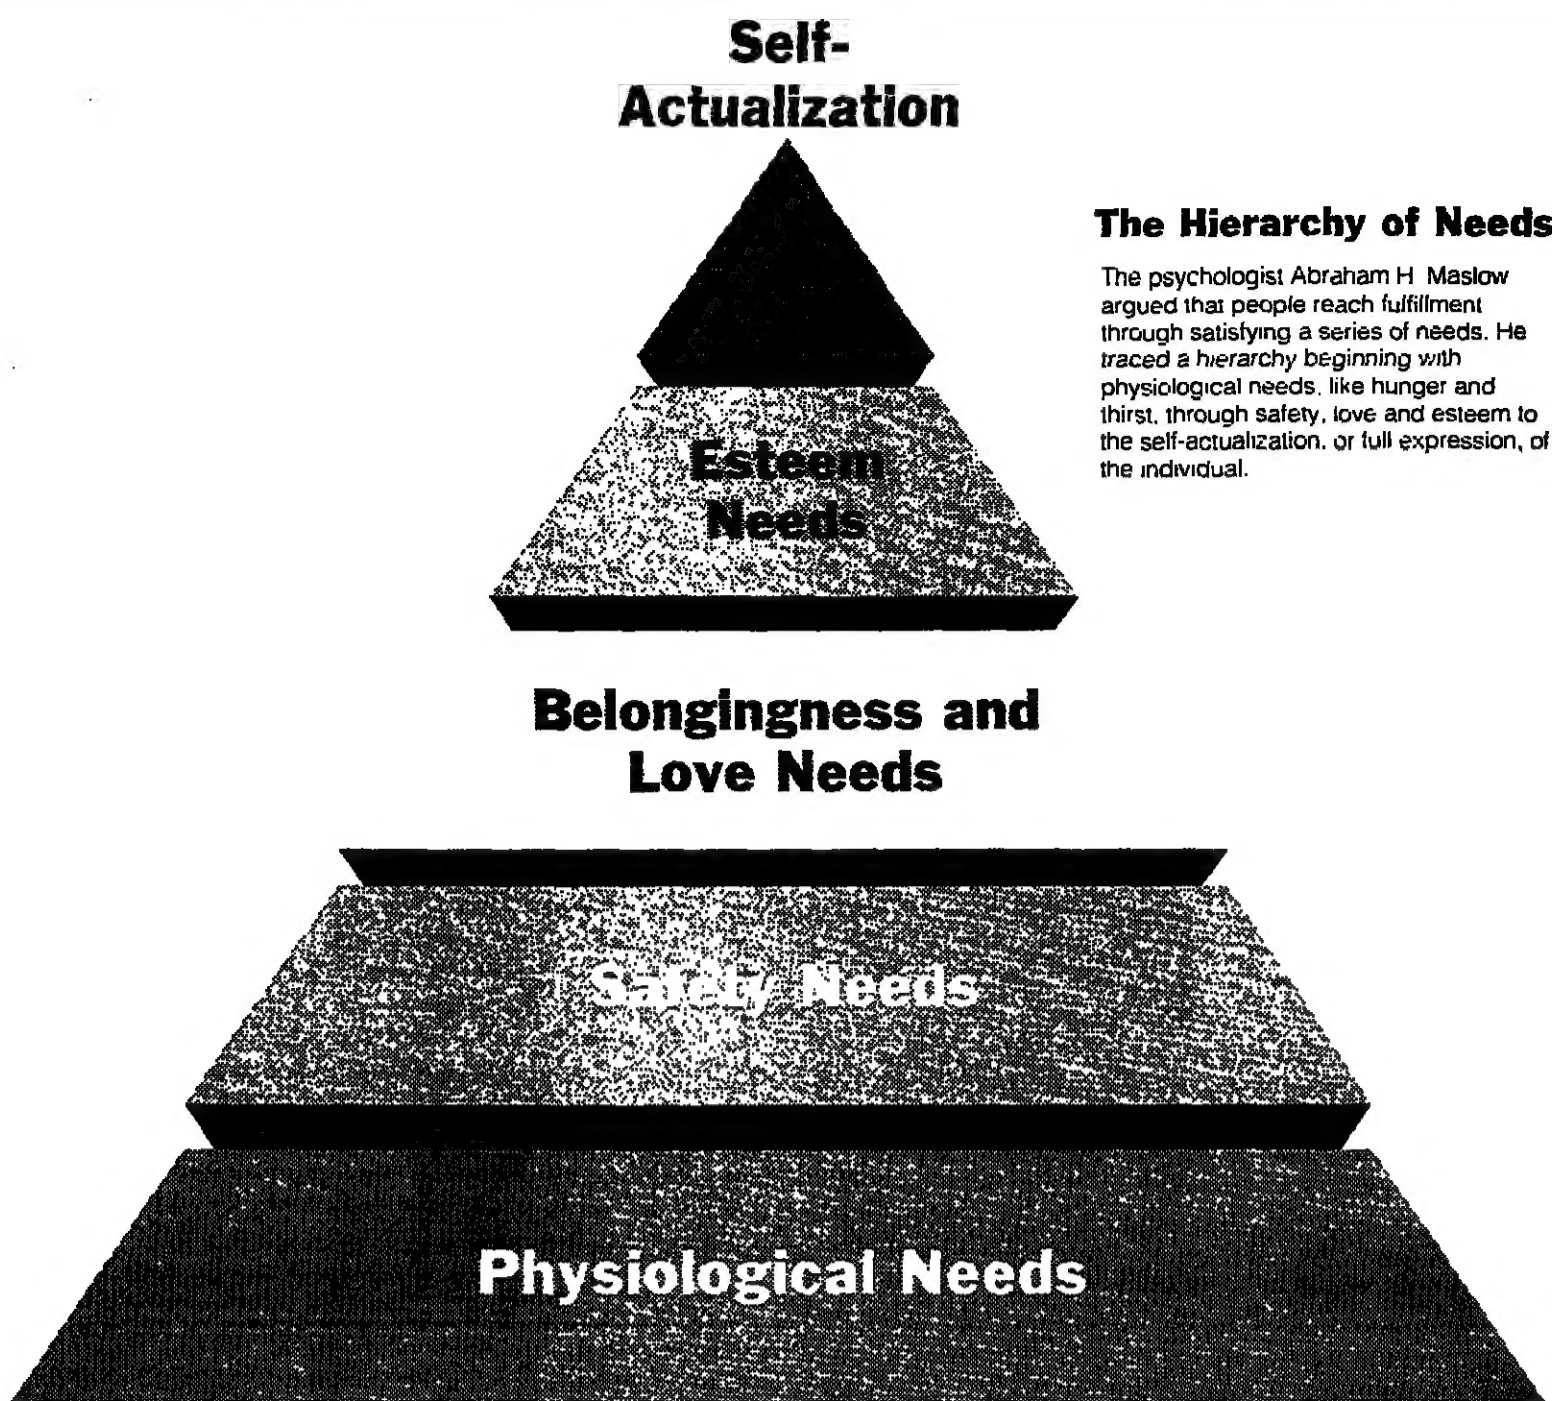 Self-
Actualization
The Hierarchy of Needs
The psychologist Abraham H Maslow
argued that people reach fulfillment
through satisfying a series of needs. He
traced a hierarchy beginning with
physiological needs, like hunger and
thirst, through safety, love and esteem to
the self-actualization, or full expression, of
the individual.
Esteem
Needs
Belongingness and
Love Needs
Safety Needs
Physiological Needs